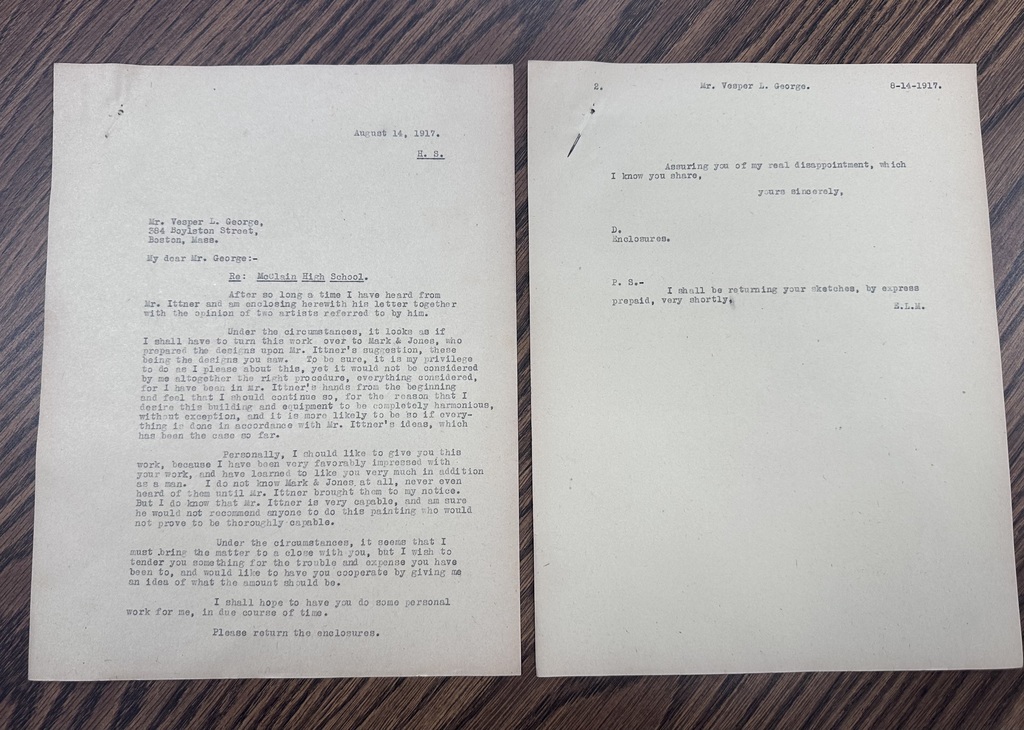 August 14, 1917.
H. S.
Mr. Vesper L. George,
384 Boylston Street,
Boston, Mass.
My dear Mr. George:-
Re: McClain High School.
After so long a time I have heard from
Mr. Ittner and am enclosing herewith his letter together
with the opinion of two artists referred to by him.
Under the circumstances, it looks as if
I shall have to turn this work over to Mark & Jones, who
prepared the designs upon Mr. Ittner's suggestion, these
being the designs you saw. To be sure, it is my privilege
to do as I please about this, yet it would not be considered
by me altogether the right procedure, everything considered,
for I have been in Mr. Ittner's hands from the beginning
and feel that I should continue so, for the reason that I
desire this building and equipment to be completely harmonious,
without exception, and it is more likely to be so if every-
thing is done in accordance with Mr. Ittner's ideas, which
has been the case so far.
Personally, I should like to give you this
work, because I have been very favorably impressed with
your work, and have learned to like you very much in addition
as a man. I do not know Mark & Jones at all, never even
heard of them until Mr. Ittner brought them to my notice.
But I do know that Mr. Ittner is very capable, and am sure
he would not recommend anyone to do this painting who would
not prove to be thoroughly capable.
Under the circumstances, it seems that I
must bring the matter to a close with you, but I wish to
tender you something for the trouble and expense you have
been to, and would like to have you cooperate by giving me
an idea of what the amount should be.
I shall hope to have you do some personal
work for me, in due course of time.
Please return the enclosures.
2. Mr. Vesper L. George. 8-14-1917.
Assuring you of my real disappointment, which
I know you share,
yours sincerely,
D.
Enclosures.
P. S.-
I shall be returning your sketches, by express
prepaid, very shortly.
E.L.M.